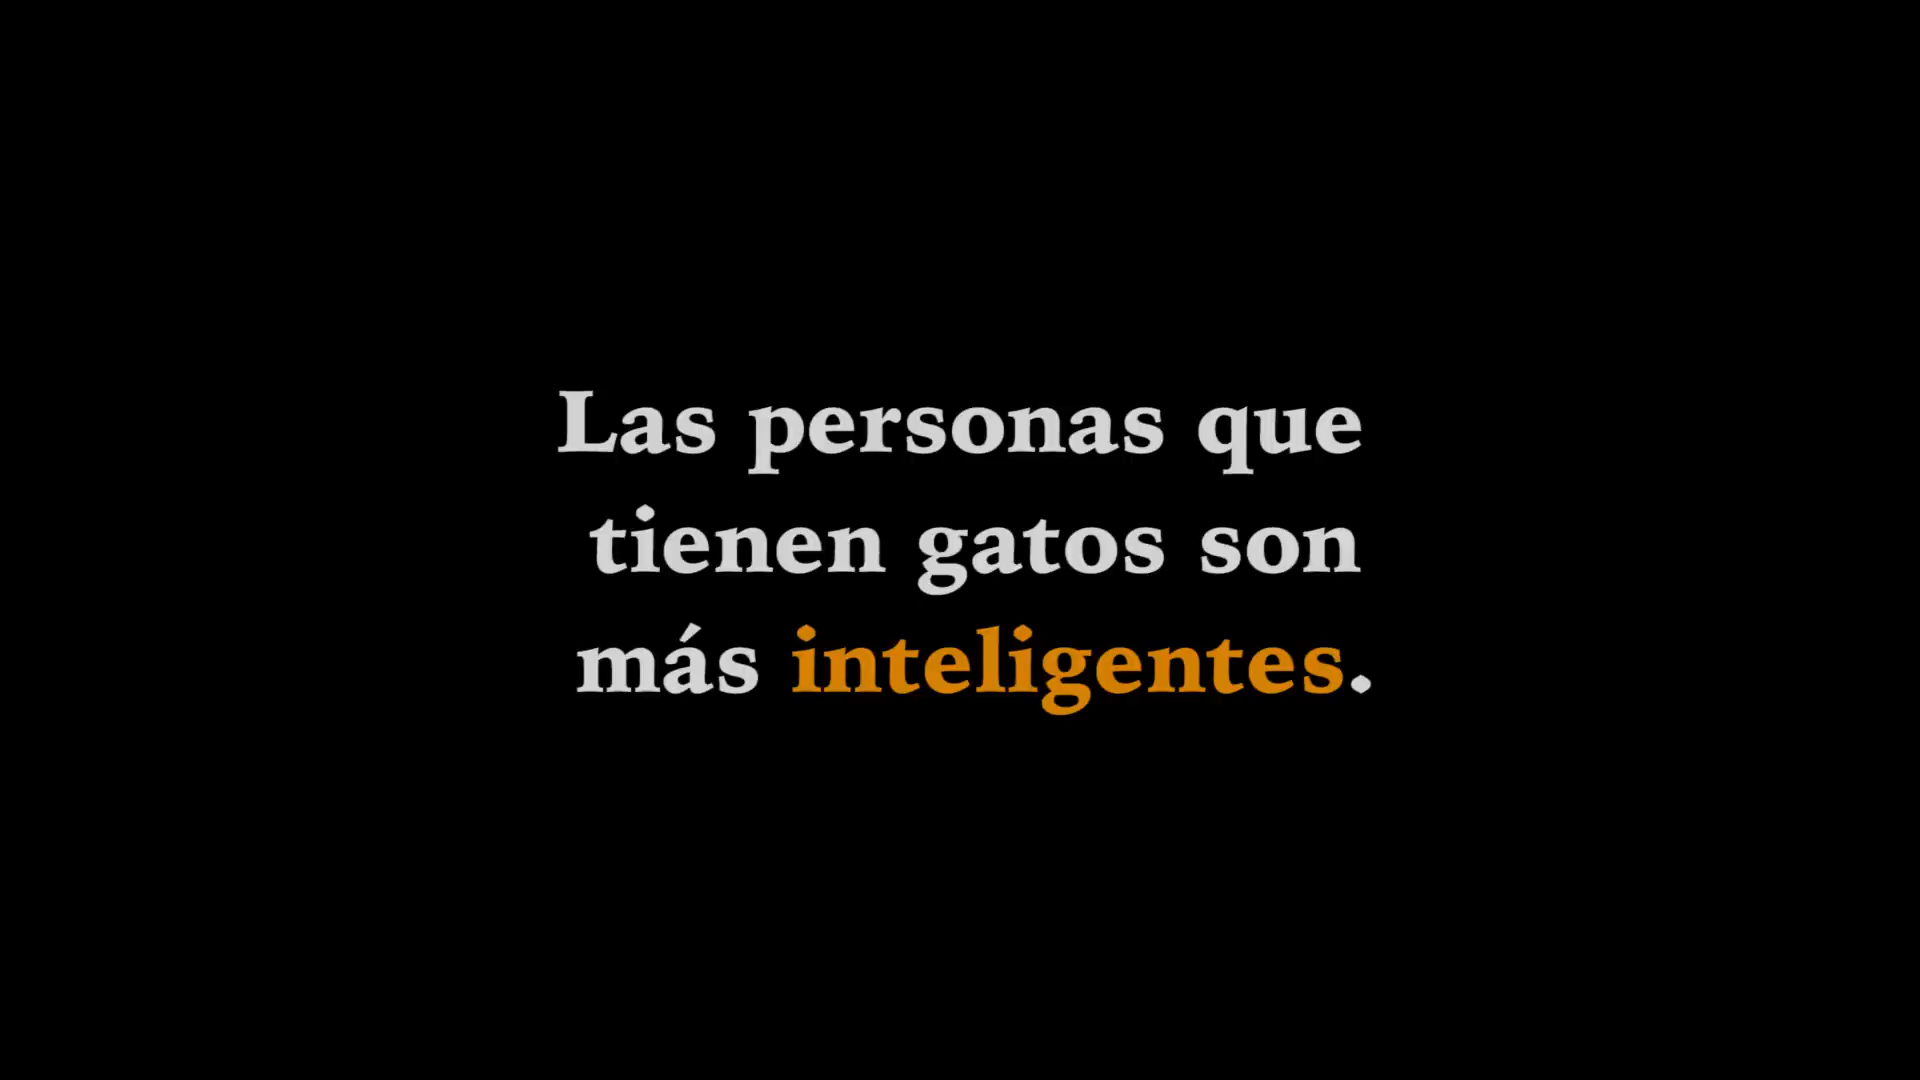 Las personas que
tienen gatos son
más inteligentes.